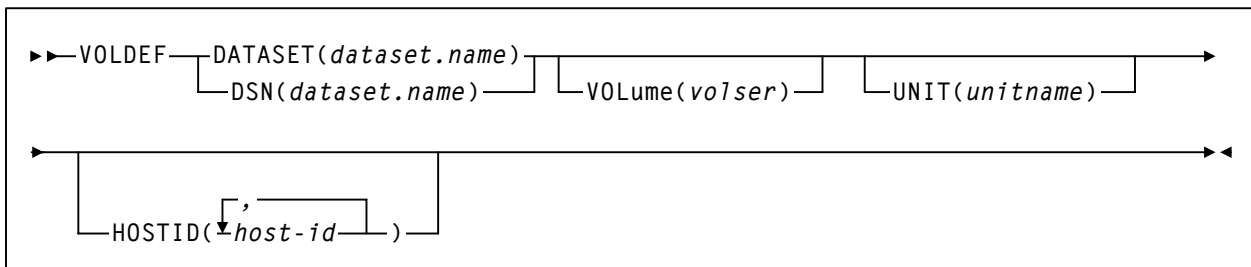 VOLDEF DATASET(dataset.name)
DSN(dataset.name) VOLume(volser) UNIT(unitname)
,
HOSTID( host-id )